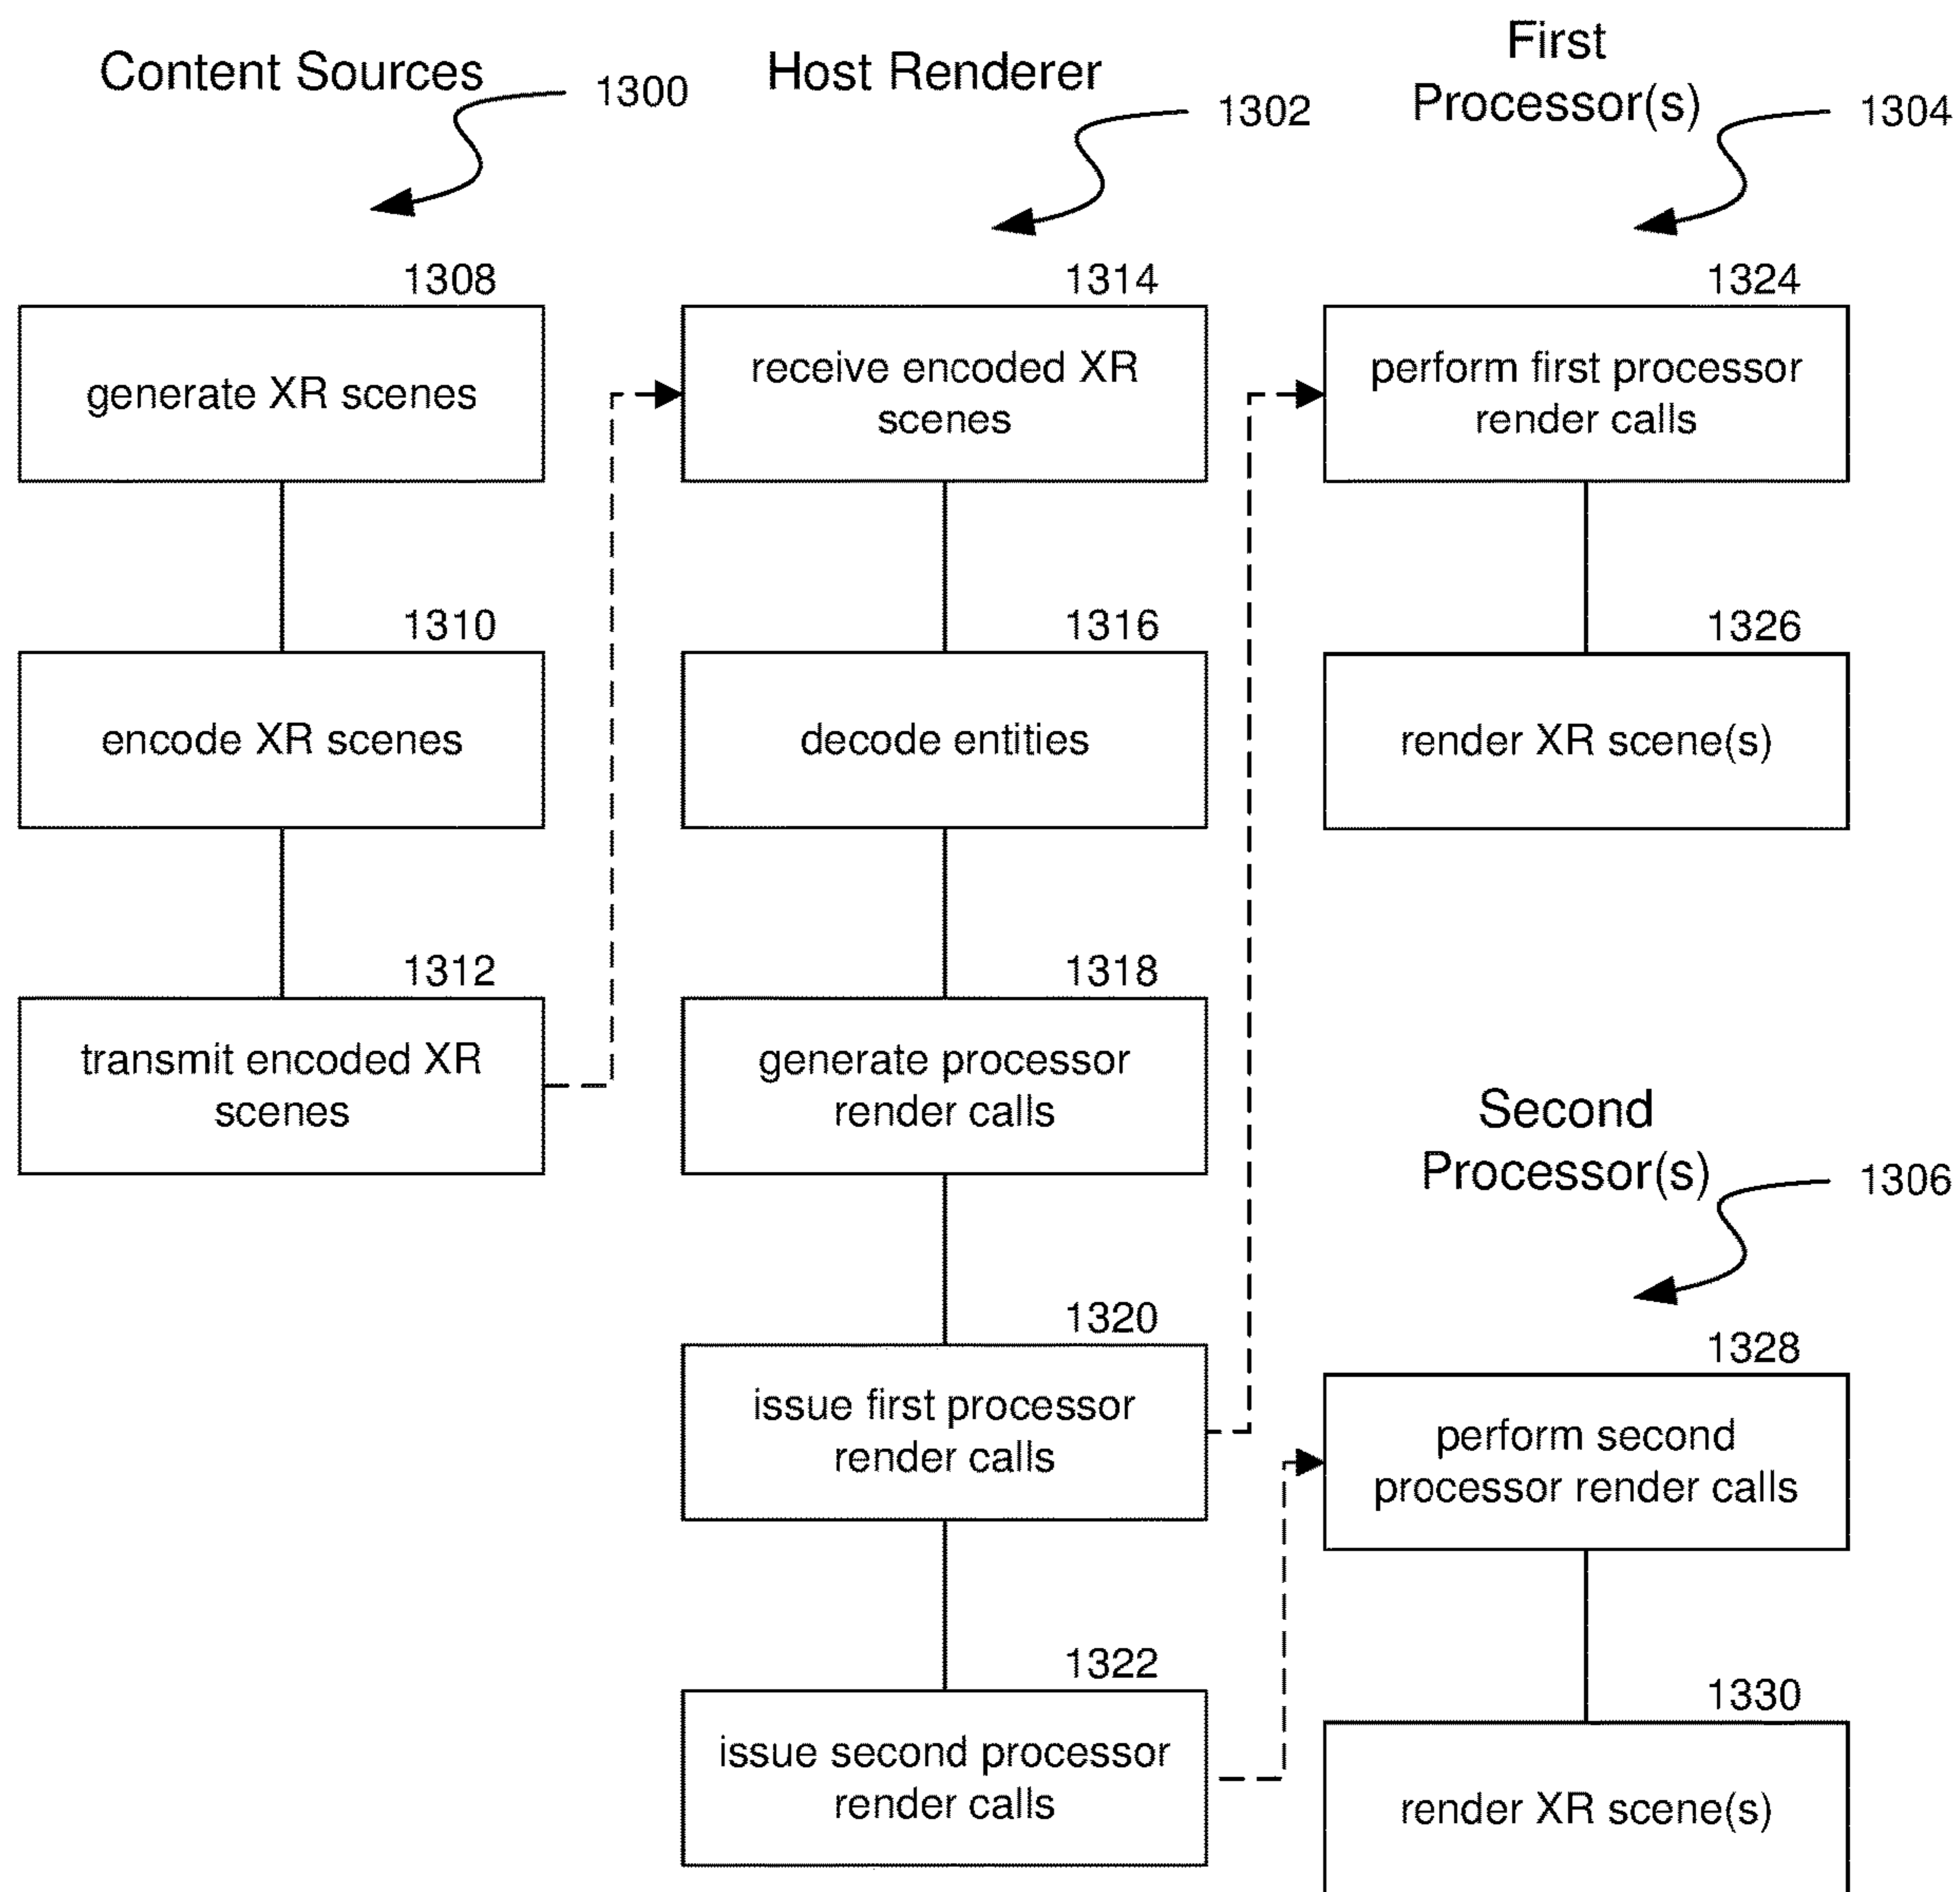 Content Sources
1300
1308
generate XR scenes
1310
encode XR scenes
1312
transmit encoded XR
scenes
Host Renderer
1302
1314
receive encoded XR
scenes
1316
decode entities
1318
generate processor
render calls
1320
issue first processor
render calls
1322
issue second processor
render calls
First
Processor(s)
1304
1324
perform first processor
render calls
1326
render XR scene(s)
Second
Processor(s)
1306
1328
perform second
processor render calls
1330
render XR scene(s)